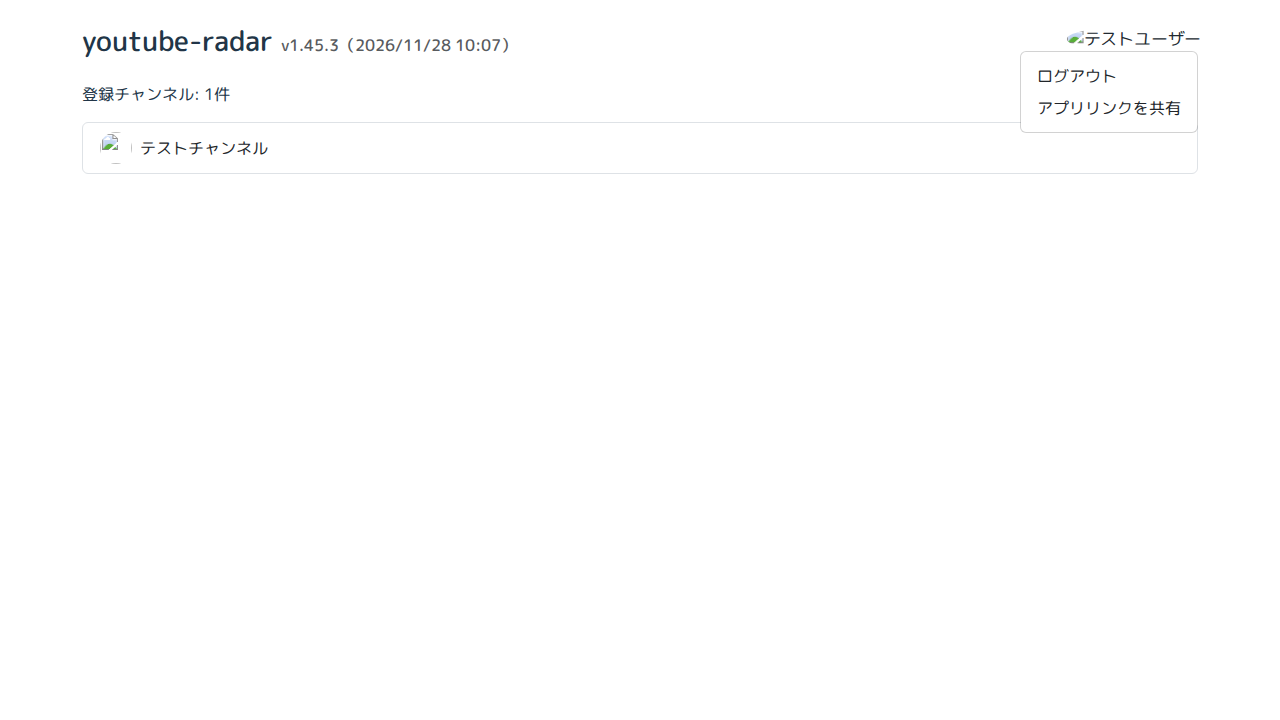 youtube-radar v1.45.3（2026/11/28 10:07）
テストユーザー
ログアウト
アプリリンクを共有
登録チャンネル: 1件
テストチャンネル